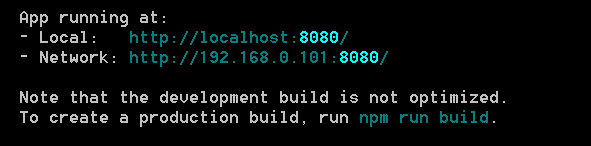 App running at:
- Local:   http://localhost:8080/
- Network: http://192.168.0.101:8080/
Note that the development build is not optimized.
To create a production build, run npm run build.